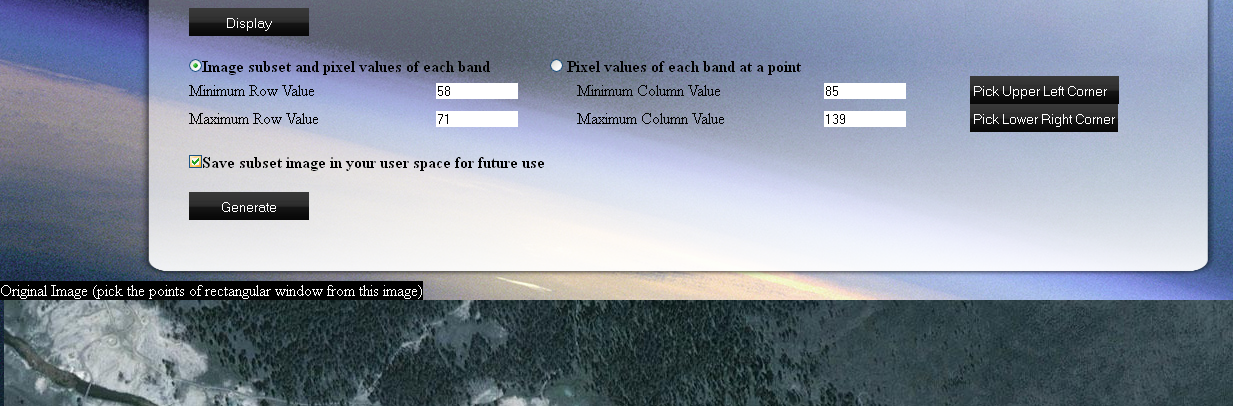 Display
Image subset and pixel values of each band Pixel values of each band at a point
Minimum Row Value 58 Minimum Column Value 85 Pick Upper Left Corner
Maximum Row Value 71 Maximum Column Value 139 Pick Lower Right Corner
Save subset image in your user space for future use
Generate
Original Image (pick the points of rectangular window from this image)